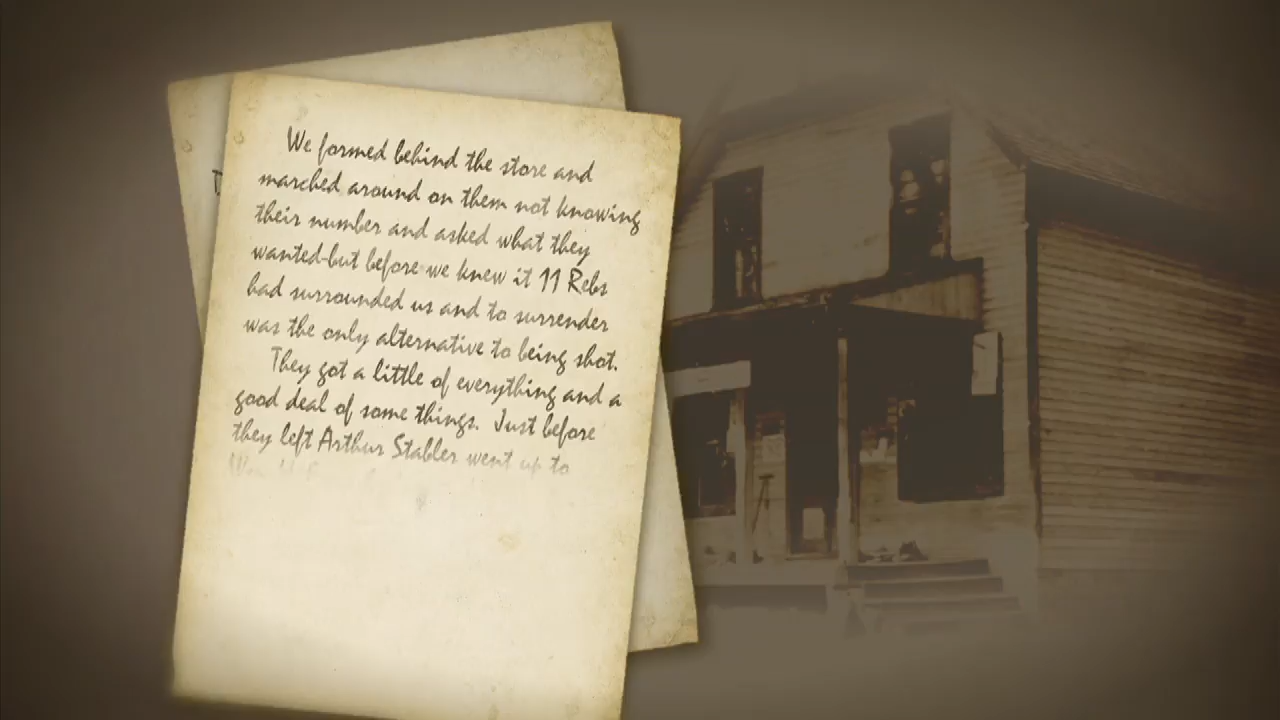 We formed behind the store and
marched around on them not knowing
their number and asked what they
wanted-but before we knew it 11 Rebs
had surrounded us and to surrender
was the only alternative to being shot.
They got a little of everything and a
good deal of some things. Just before
they left Arthur Stabler went up to